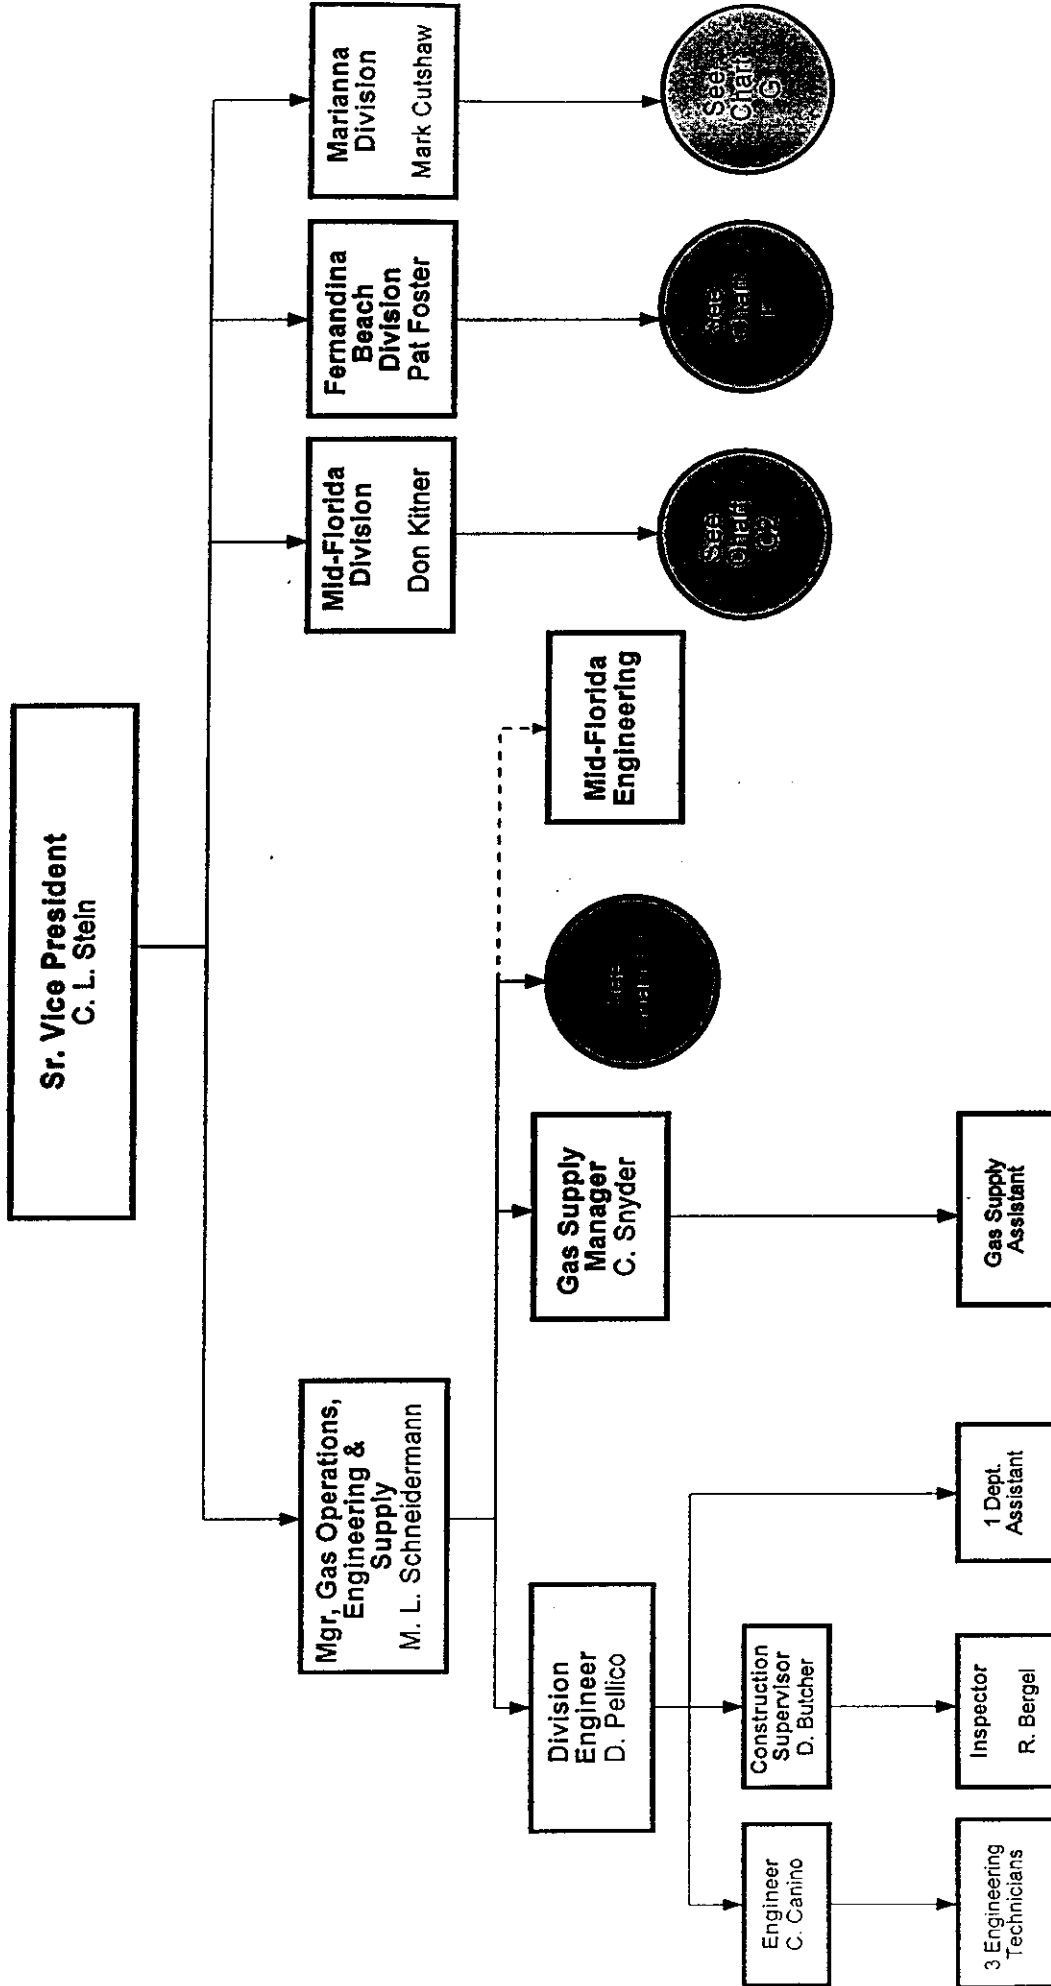 Sr. Vice President
C. L. Stein
Mgr, Gas Operations,
Engineering &
Supply
M. L. Schneidermann
Mid-Florida
Division
Don Kitner
Fernandina
Beach
Division
Pat Foster
Marianna
Division
Mark Cutshaw
Division
Engineer
D. Pellico
Gas Supply
Manager
C. Snyder
Mid-Florida
Engineering
See
Chart
C2
See
Chart
See
Chart
G
Engineer
C. Canino
Construction
Supervisor
D. Butcher
3 Engineering
Technicians
Inspector
R. Bergel
1 Dept.
Assistant
Gas Supply
Assistant